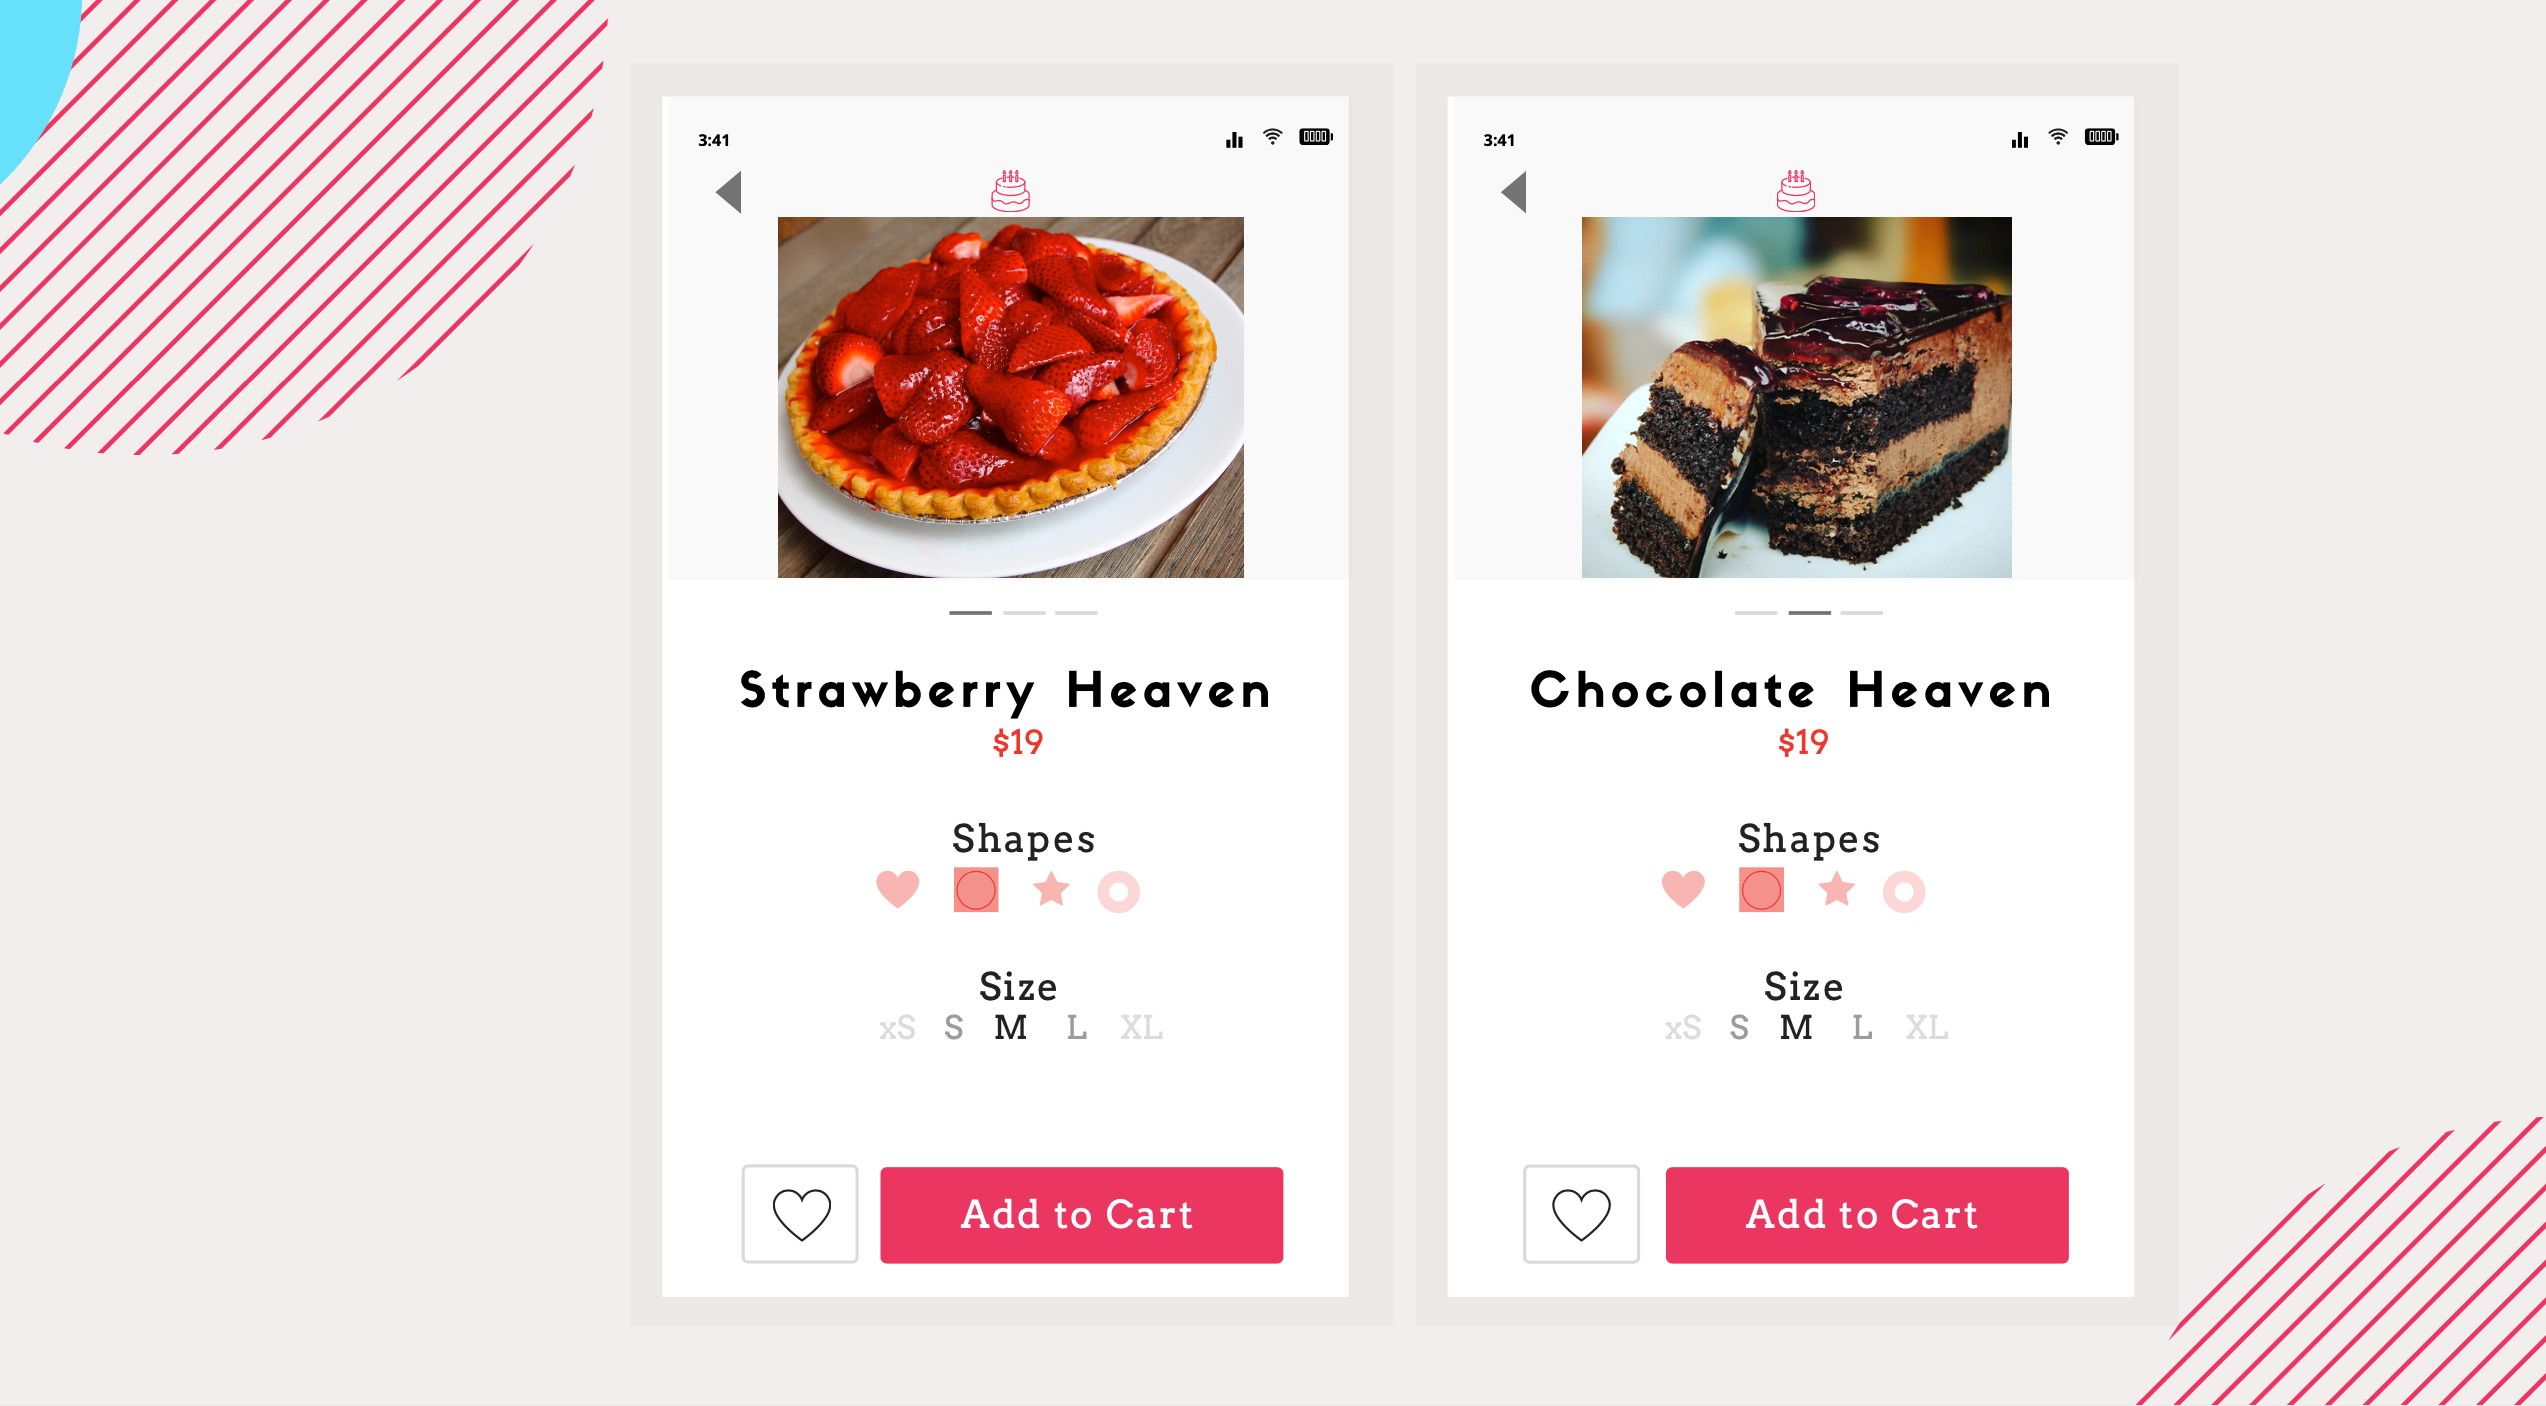 3:41
Strawberry Heaven
$19
Shapes
Size
xS S M L XL
Add to Cart
3:41
Chocolate Heaven
$19
Shapes
Size
xS S M L XL
Add to Cart